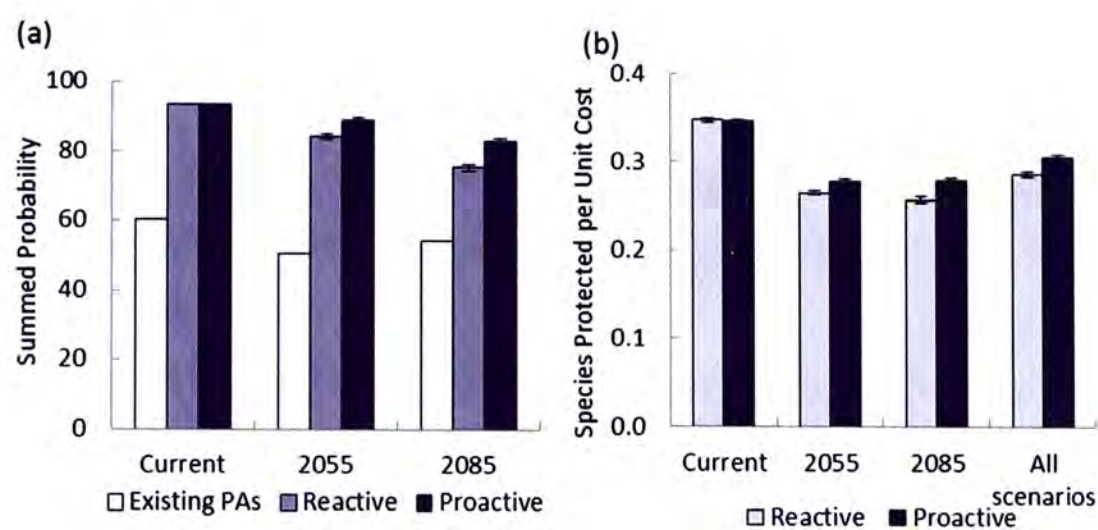 (a)
Summed Probability
100
80
60
40
20
0
Current 2055 2085
Existing PAs Reactive Proactive
(b)
Species Protected per Unit Cost
0.4
0.3
0.2
0.1
0.0
Current 2055 2085 All
scenarios
Reactive Proactive